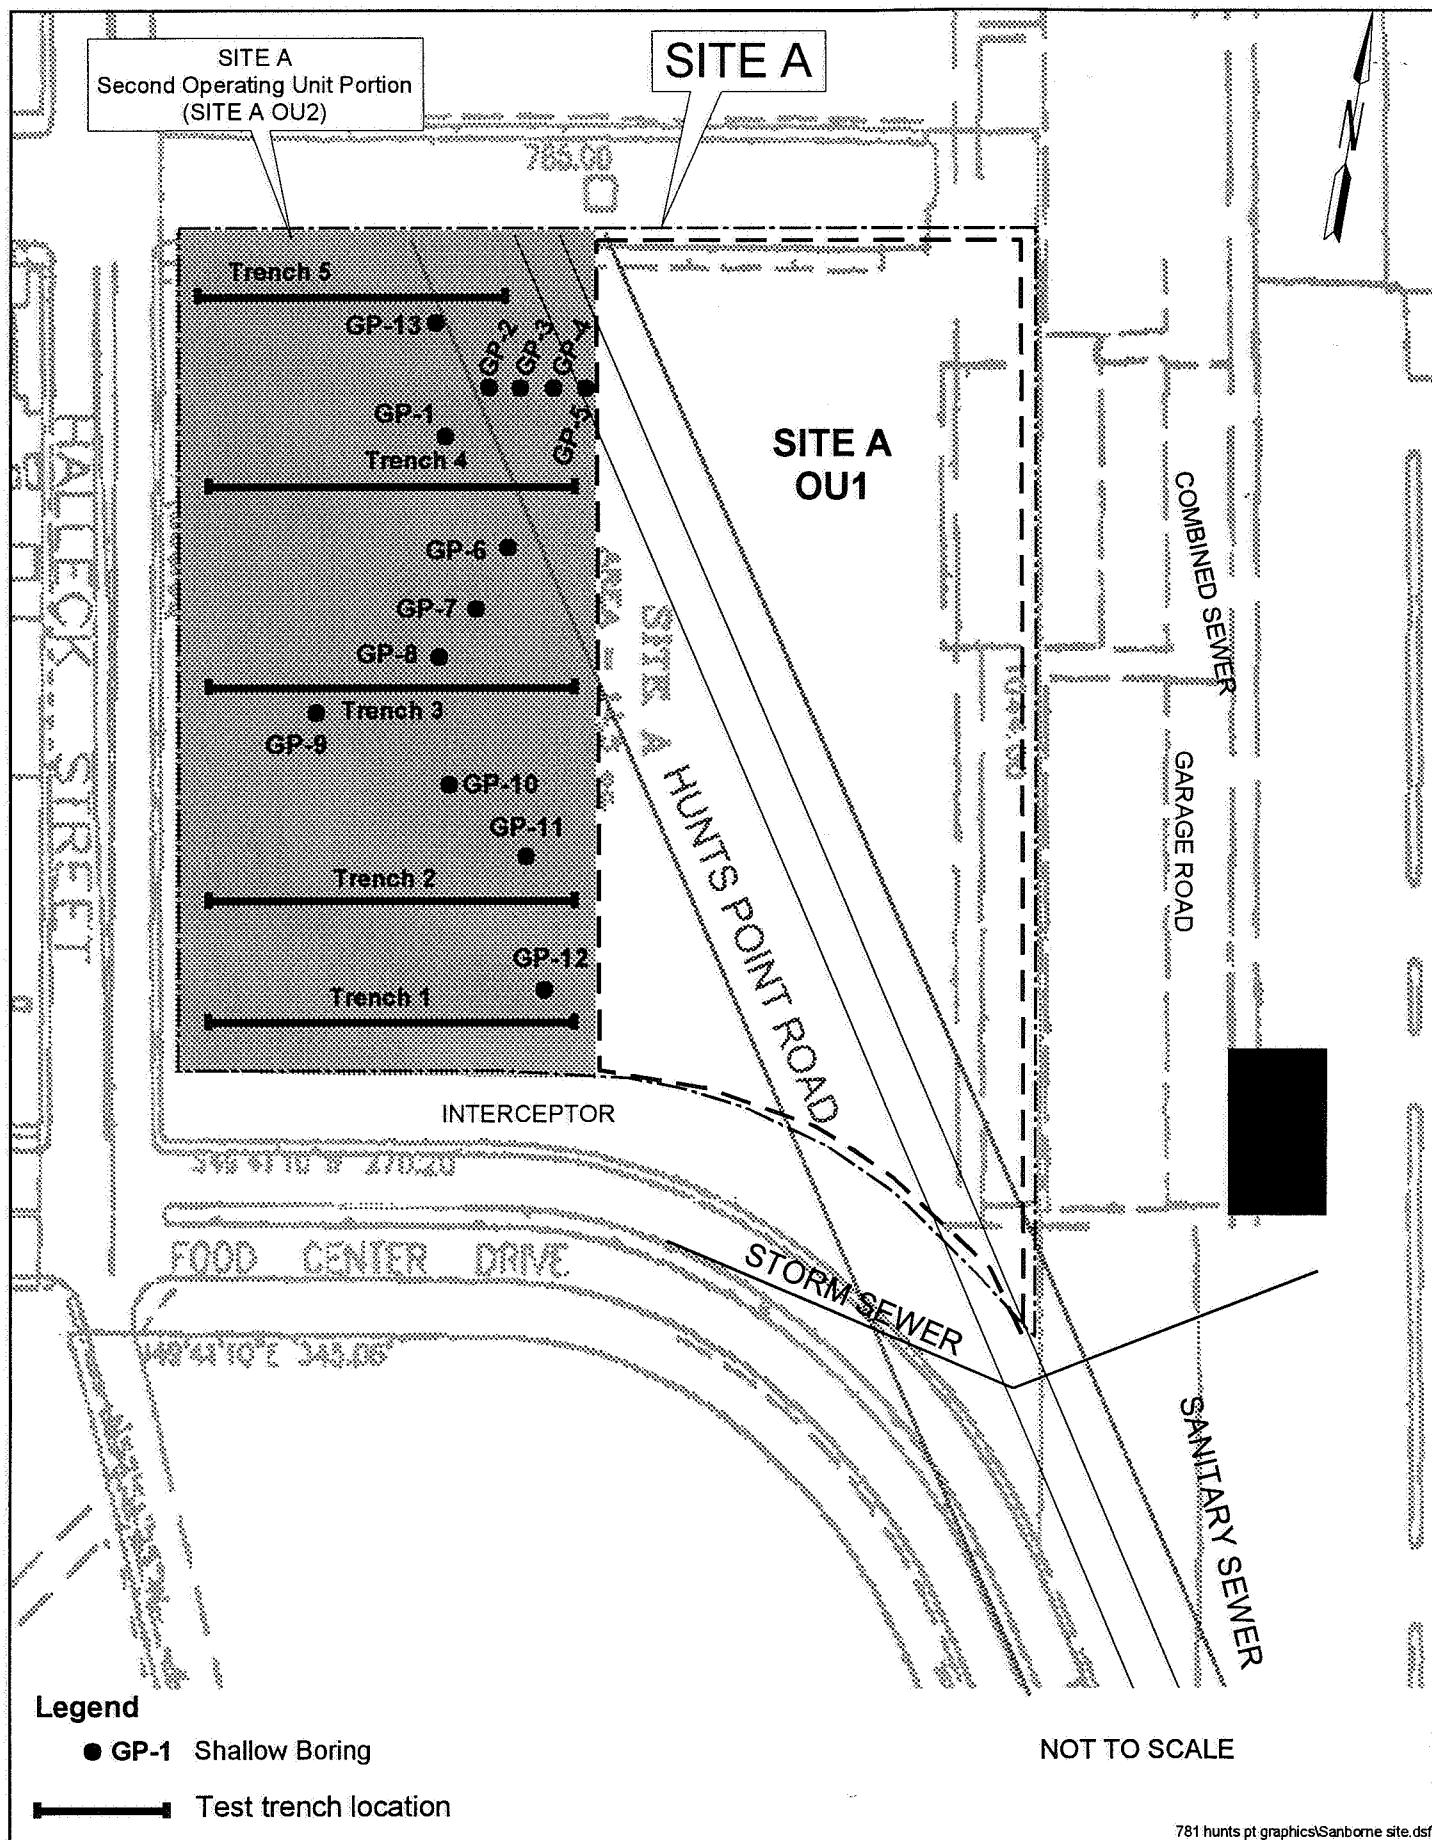 SITE A
Second Operating Unit Portion
(SITE A OU2)
SITE A
N
785.00
Trench 5
GP-13
GP-2
GP-3
GP-4
GP-5
GP-1
Trench 4
SITE A
OU1
GP-6
GP-7
GP-8
Trench 3
GP-9
GP-10
GP-11
Trench 2
GP-12
Trench 1
HALLECK STREET
SITE A
AREA =
HUNTS POINT ROAD
COMBINED SEWER
GARAGE ROAD
INTERCEPTOR
270.20'
FOOD CENTER DRIVE
STORM SEWER
SANITARY SEWER
Legend
GP-1 Shallow Boring
Test trench location
NOT TO SCALE
781 hunts pt graphics\Sanborne site.dsf